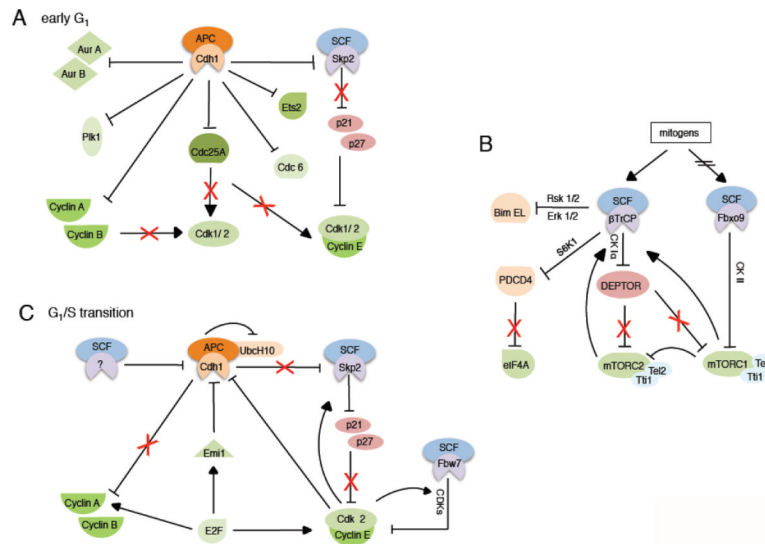 A
early G1
Aur A
Aur B
APC
Cdh1
SCF
Skp2
Plk1
Ets2
p21
p27
Cdc25A
Cdc 6
Cyclin A
Cyclin B
Cdk1/ 2
Cdk1/ 2
Cyclin E
B
mitogens
Bim EL
Rsk 1/2
Erk 1/2
SCF
βTrCP
SCF
Fbxo9
S6K1
CK Iα
CK II
PDCD4
DEPTOR
eIF4A
mTORC2
Tel2
Tti1
mTORC1
Te
Tti1
C
G1/S transition
SCF
?
APC
Cdh1
UbcH10
SCF
Skp2
p21
p27
Emi1
SCF
Fbw7
CDKs
Cyclin A
Cyclin B
E2F
Cdk 2
Cyclin E